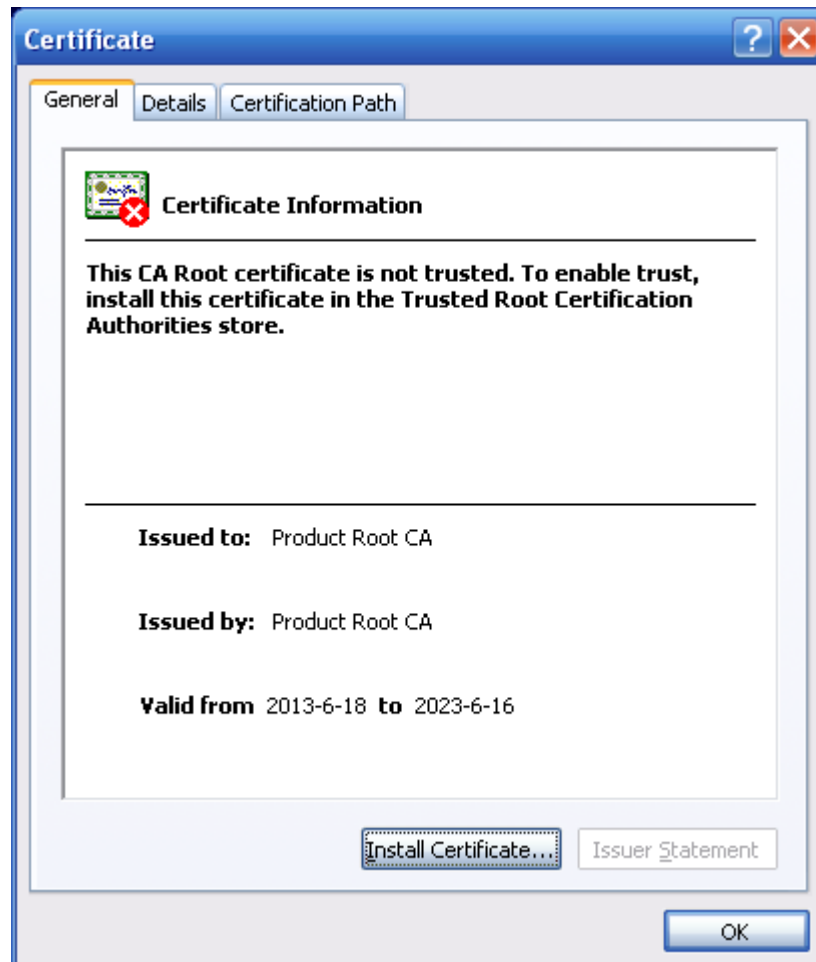 Certificate
General Details Certification Path
Certificate Information
This CA Root certificate is not trusted. To enable trust,
install this certificate in the Trusted Root Certification
Authorities store.
Issued to: Product Root CA
Issued by: Product Root CA
Valid from 2013-6-18 to 2023-6-16
Install Certificate... Issuer Statement
OK